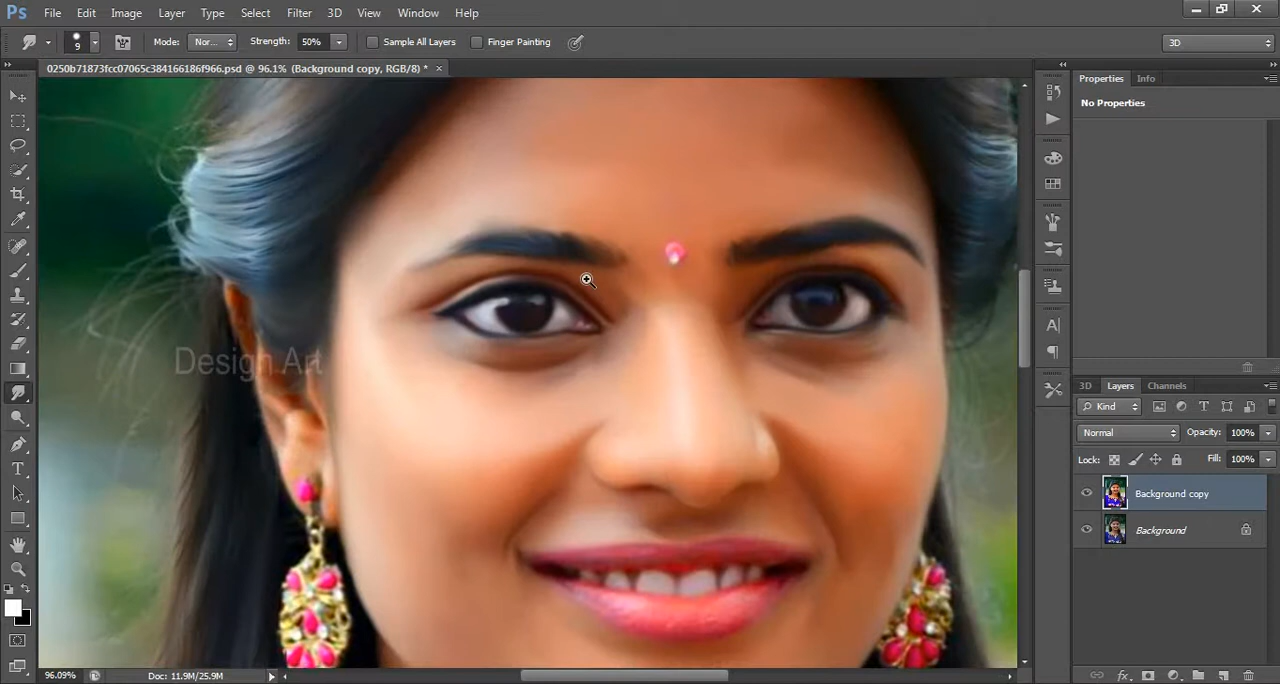 Ps File Edit Image Layer Type Select Filter 3D View Window Help
9 Mode: Nor... Strength: 50% Sample All Layers Finger Painting 3D
0250b71873fcc07065c384166186f966.psd @ 96.1% (Background copy, RGB/8) * ×
Properties Info
No Properties
Design Art
3D Layers Channels
Kind
Normal Opacity: 100%
Lock: Fill: 100%
Background copy
Background
96.09% Doc: 11.9M/25.9M